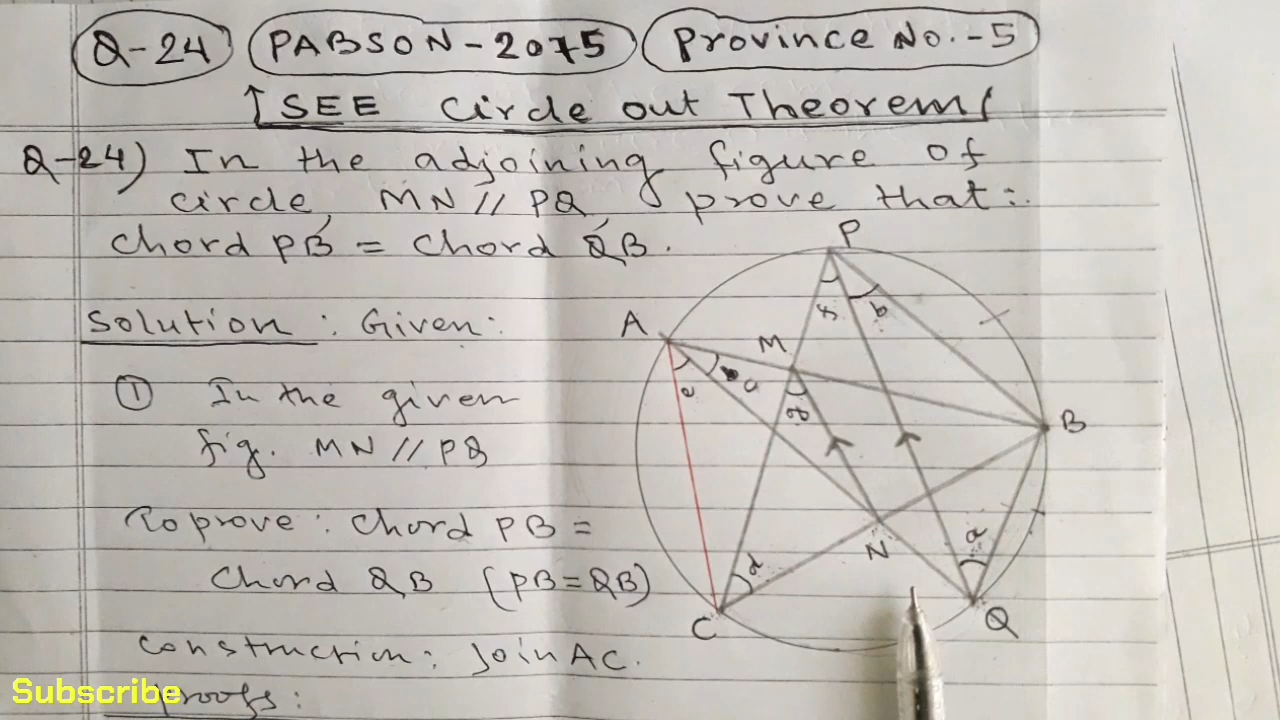 Q-24 PABSON-2075 Province No.-5
SEE Circle out Theorem
Q-24) In the adjoining figure of
circle, MN // PQ, prove that:
Chord PB = Chord QB.
P
Solution: Given:
A
M
f
b
① In the given
e
c
g
fig. MN // PQ
B
To prove: Chord PB =
N
a
Chord QB (PB=QB)
d
C
Q
Construction: Join AC.
Subscribe
Proofs: